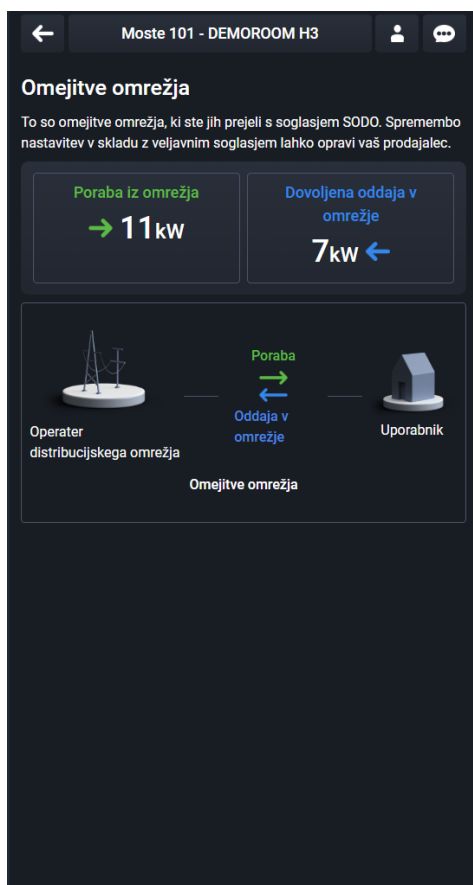 Moste 101 - DEMOROOM H3
Omejitve omrežja
To so omejitve omrežja, ki ste jih prejeli s soglasjem SODO. Spremembo
nastavitev v skladu z veljavnim soglasjem lahko opravi vaš prodajalec.
Poraba iz omrežja
11kW
Dovoljena oddaja v
omrežje
7kW
Poraba
Oddaja v
omrežje
Operater
distribucijskega omrežja
Uporabnik
Omejitve omrežja